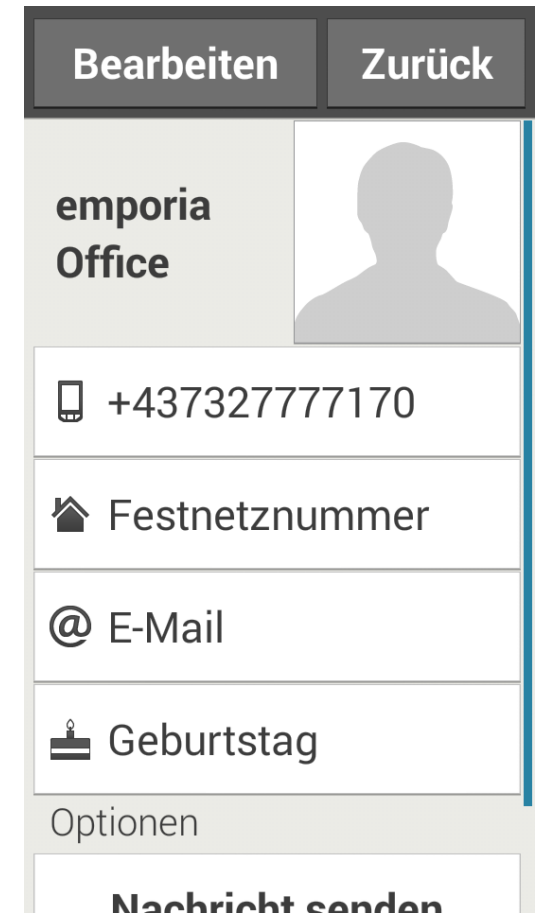 Bearbeiten Zurück
emporia
Office
+437327777170
Festnetznummer
E-Mail
Geburtstag
Optionen
Nachricht senden